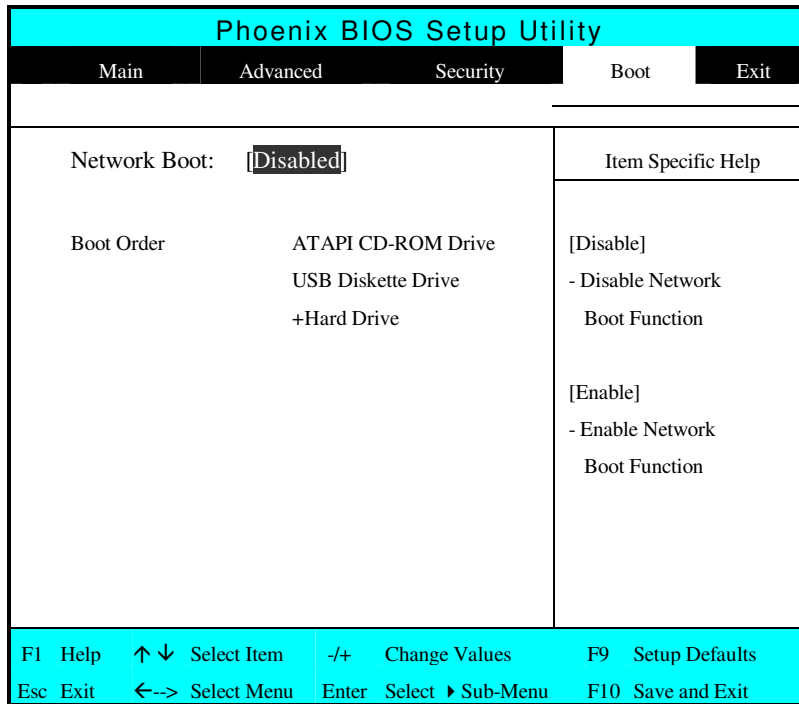 Phoenix BIOS Setup Utility
Main Advanced Security Boot Exit
Network Boot: [Disabled]
Item Specific Help
Boot Order ATAPI CD-ROM Drive
USB Diskette Drive
+Hard Drive
[Disable]
- Disable Network
Boot Function
[Enable]
- Enable Network
Boot Function
F1 Help ↑ ↓ Select Item -/+ Change Values F9 Setup Defaults
Esc Exit ←--> Select Menu Enter Select ▶ Sub-Menu F10 Save and Exit